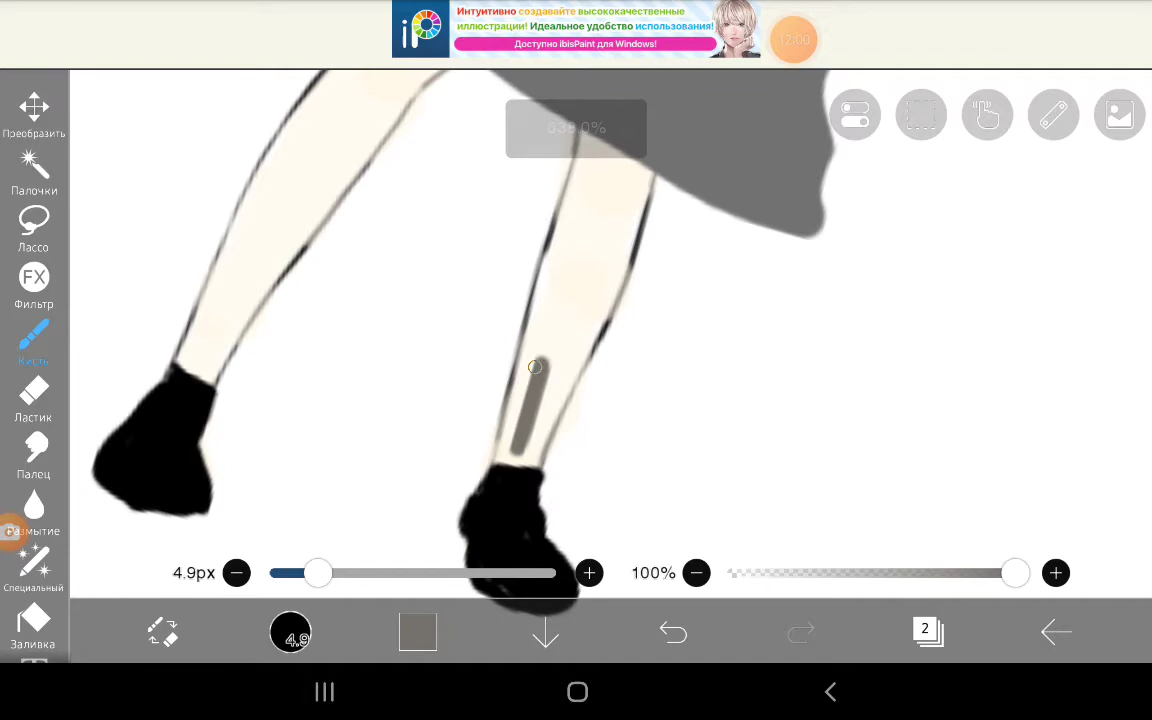 Интуитивно создавайте высококачественные
иллюстрации! Идеальное удобство использования!
Доступно ibisPaint для Windows!
iP
12:00
Преобразить
Палочки
Лассо
FX
Фильтр
Кисть
Ластик
Палец
Размытие
Специальный
Заливка
4.9px
100%
4.9
2